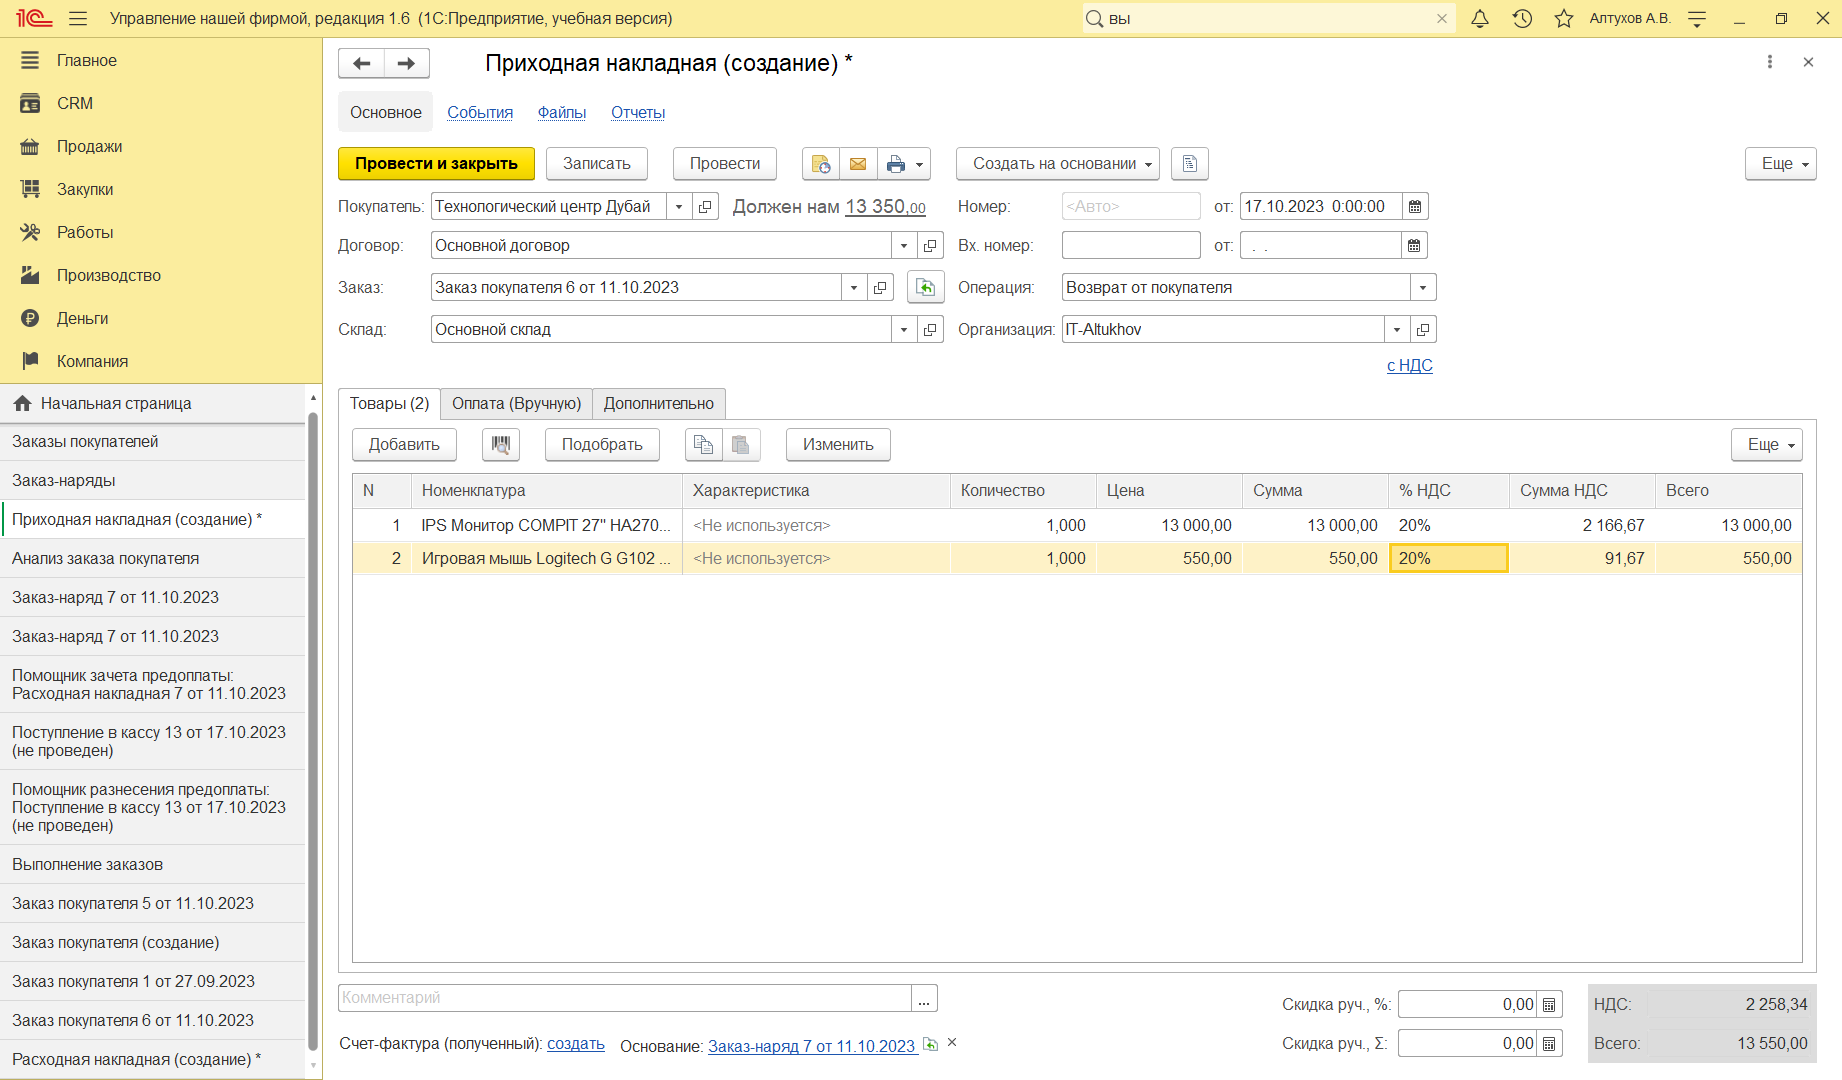 1С Управление нашей фирмой, редакция 1.6 (1С:Предприятие, учебная версия)
вы
Алтухов А.В.
Главное
CRM
Продажи
Закупки
Работы
Производство
Деньги
Компания
Начальная страница
Заказы покупателей
Заказ-наряды
Приходная накладная (создание) *
Анализ заказа покупателя
Заказ-наряд 7 от 11.10.2023
Заказ-наряд 7 от 11.10.2023
Помощник зачета предоплаты:
Расходная накладная 7 от 11.10.2023
Поступление в кассу 13 от 17.10.2023
(не проведен)
Помощник разнесения предоплаты:
Поступление в кассу 13 от 17.10.2023
(не проведен)
Выполнение заказов
Заказ покупателя 5 от 11.10.2023
Заказ покупателя (создание)
Заказ покупателя 1 от 27.09.2023
Заказ покупателя 6 от 11.10.2023
Расходная накладная (создание) *
Приходная накладная (создание) *
Основное События Файлы Отчеты
Провести и закрыть Записать Провести Создать на основании Еще
Покупатель: Технологический центр Дубай Должен нам 13 350,00 Номер: <Авто> от: 17.10.2023 0:00:00
Договор: Основной договор Вх. номер: от: . .
Заказ: Заказ покупателя 6 от 11.10.2023 Операция: Возврат от покупателя
Склад: Основной склад Организация: IT-Altukhov
с НДС
Товары (2) Оплата (Вручную) Дополнительно
Добавить Подобрать Изменить Еще
N Номенклатура Характеристика Количество Цена Сумма % НДС Сумма НДС Всего
1 IPS Монитор COMPIT 27" HA270... <Не используется> 1,000 13 000,00 13 000,00 20% 2 166,67 13 000,00
2 Игровая мышь Logitech G G102 ... <Не используется> 1,000 550,00 550,00 20% 91,67 550,00
Комментарий ... Скидка руч., %: 0,00 НДС: 2 258,34
Счет-фактура (полученный): создать Основание: Заказ-наряд 7 от 11.10.2023 Скидка руч., Σ: 0,00 Всего: 13 550,00